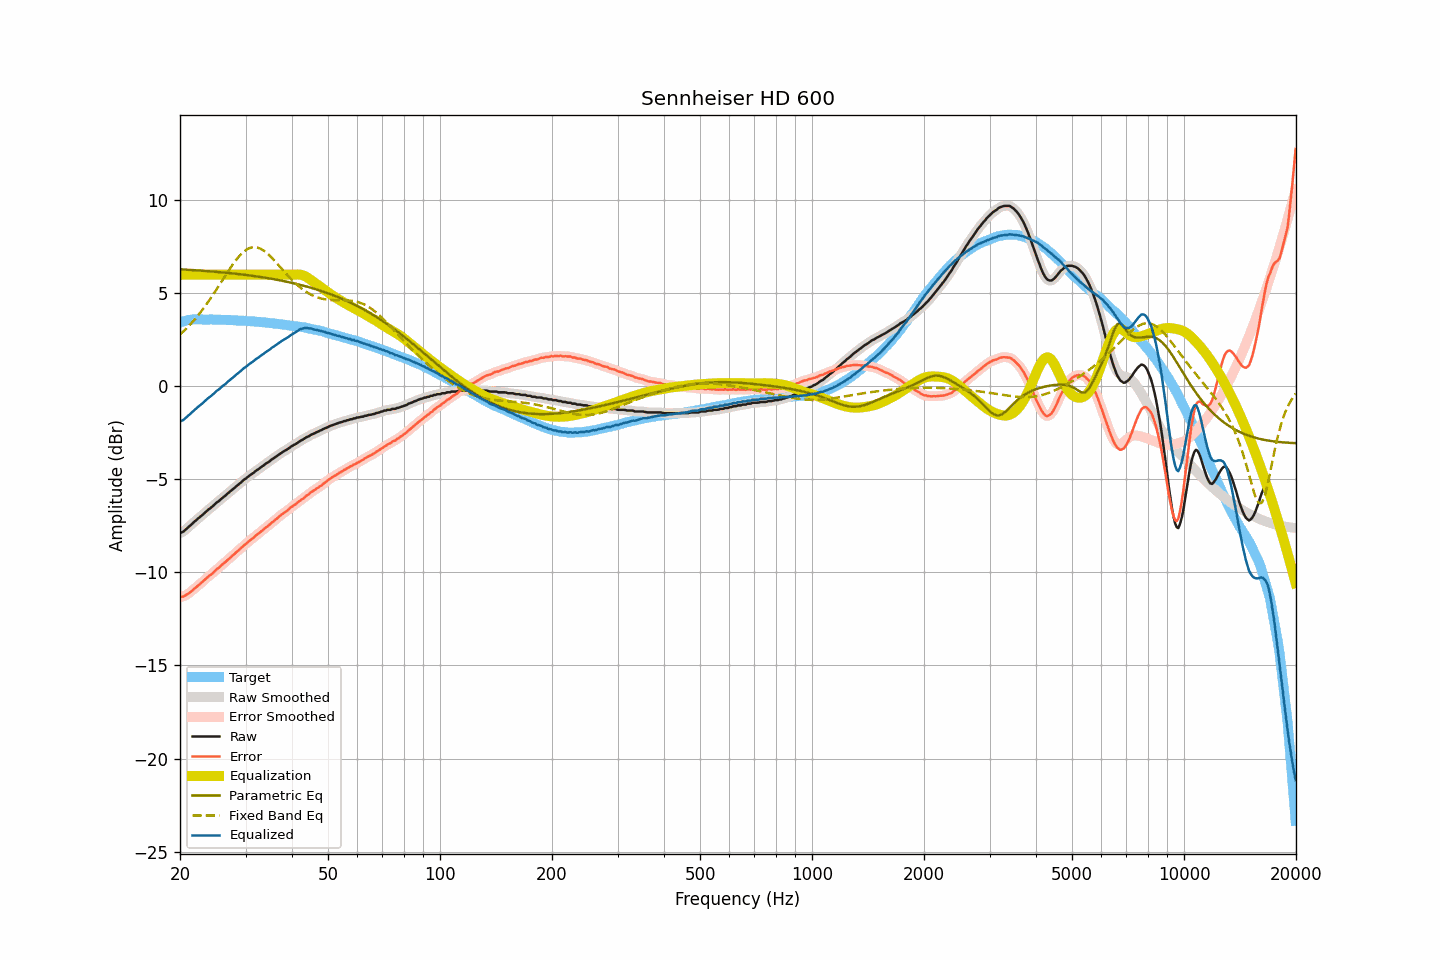 Sennheiser HD 600
Amplitude (dBr)
10
5
0
−5
−10
−15
−20
−25
Target
Raw Smoothed
Error Smoothed
Raw
Error
Equalization
Parametric Eq
Fixed Band Eq
Equalized
20 50 100 200 500 1000 2000 5000 10000 20000
Frequency (Hz)